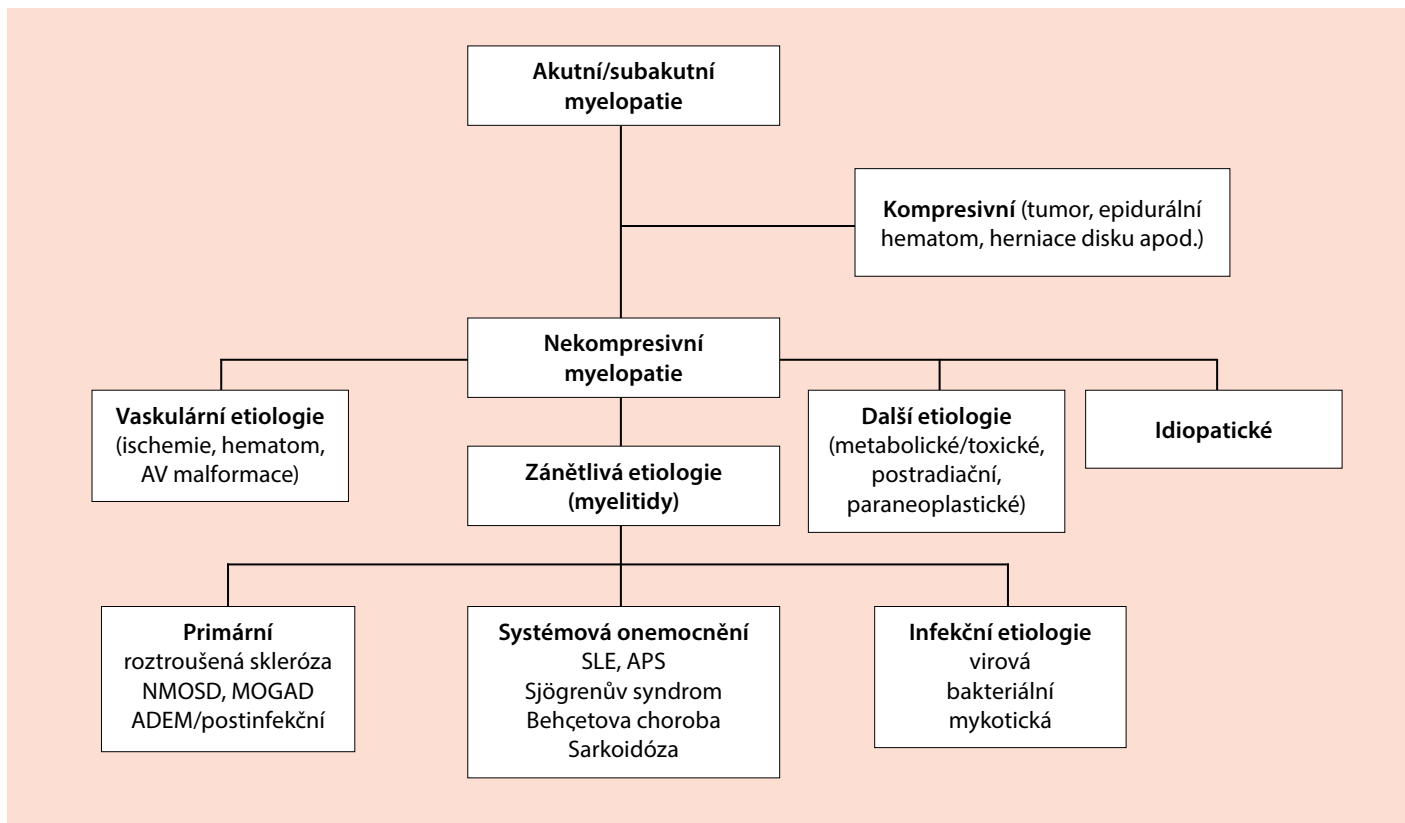 Akutní/subakutní
myelopatie
Kompresivní (tumor, epidurální
hematom, herniace disku apod.)
Nekompresivní
myelopatie
Vaskulární etiologie
(ischemie, hematom,
AV malformace)
Zánětlivá etiologie
(myelitidy)
Další etiologie
(metabolické/toxické,
postradiační,
paraneoplastické)
Idiopatické
Primární
roztroušená skleróza
NMOSD, MOGAD
ADEM/postinfekční
Systémová onemocnění
SLE, APS
Sjögrenův syndrom
Behçetova choroba
Sarkoidóza
Infekční etiologie
virová
bakteriální
mykotická